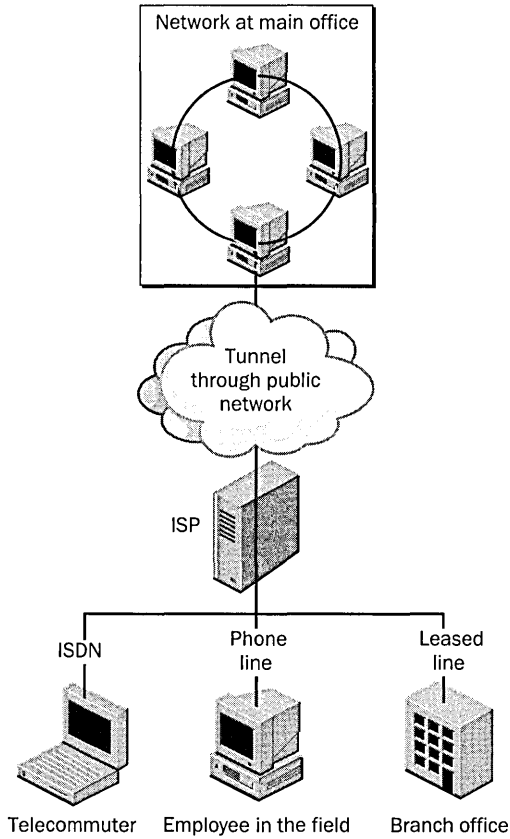 Network at main office
Tunnel
through public
network
ISP
ISDN
Phone
line
Leased
line
Telecommuter
Employee in the field
Branch office